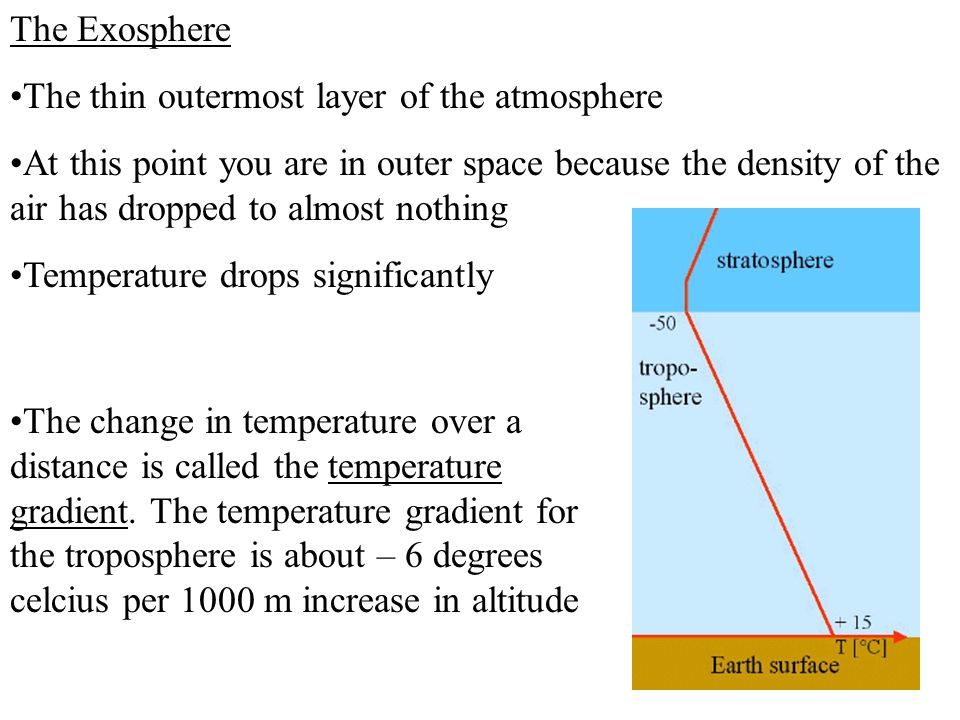 The Exosphere
•The thin outermost layer of the atmosphere
•At this point you are in outer space because the density of the
air has dropped to almost nothing
•Temperature drops significantly
•The change in temperature over a
distance is called the temperature
gradient. The temperature gradient for
the troposphere is about – 6 degrees
celcius per 1000 m increase in altitude
stratosphere
-50
tropo-
sphere
+ 15
T [°C]
Earth surface